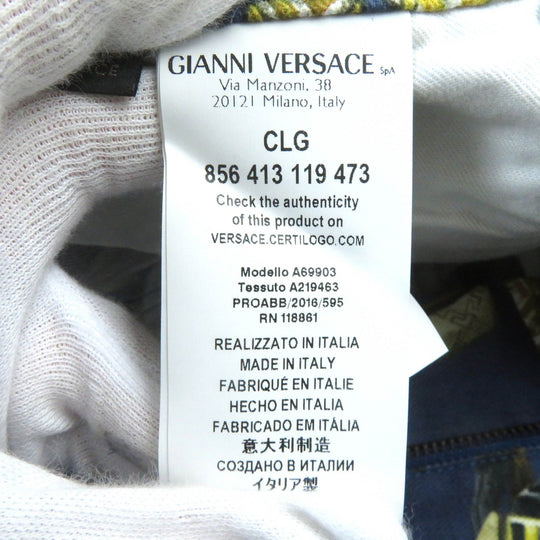 GIANNI VERSACE SpA
Via Manzoni, 38
20121 Milano, Italy
CLG
856 413 119 473
Check the authenticity
of this product on
VERSACE.CERTILOGO.COM
Modello A69903
Tessuto A219463
PROABB/2016/595
RN 118861
REALIZZATO IN ITALIA
MADE IN ITALY
FABRIQUÉ EN ITALIE
HECHO EN ITALIA
FABRICADO EM ITÁLIA
意大利制造
СОЗДАНО В ИТАЛИИ
イタリア製